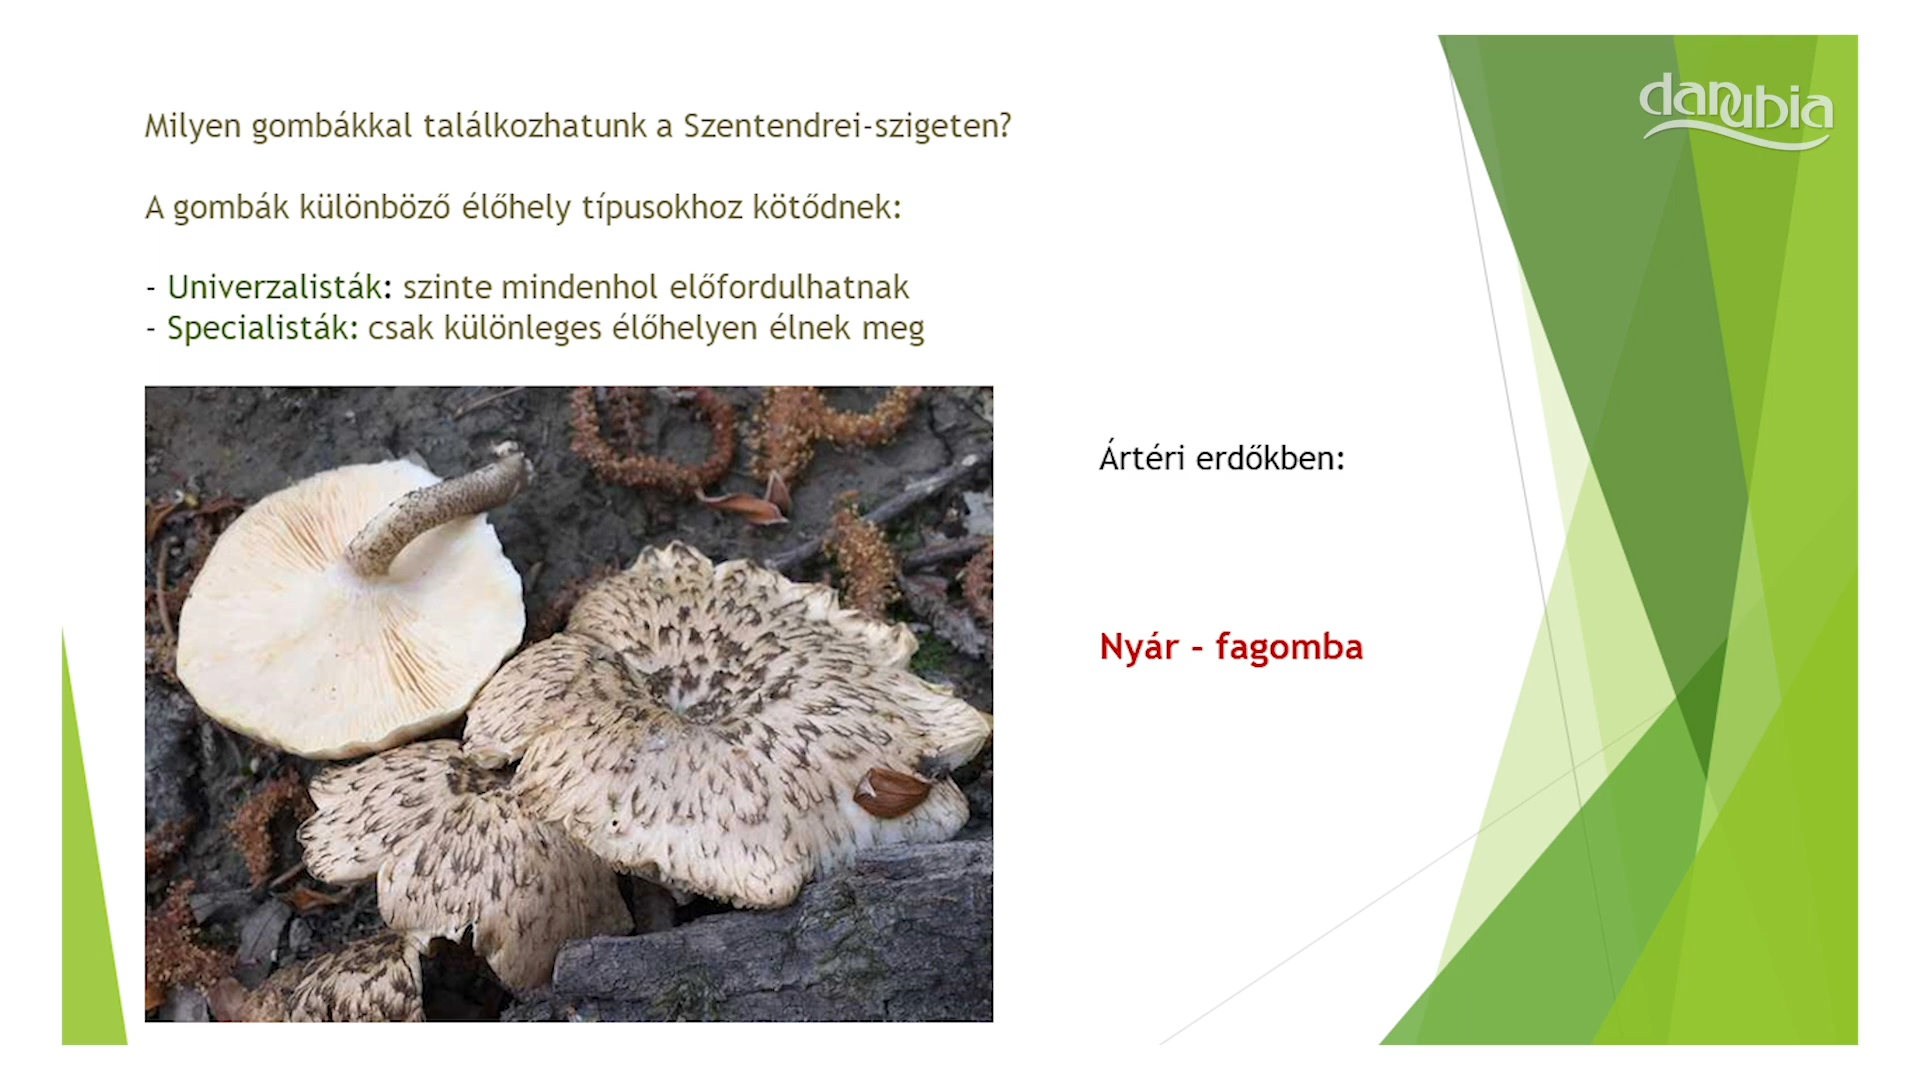 danubia
Milyen gombákkal találkozhatunk a Szentendrei-szigeten?
A gombák különböző élőhely típusokhoz kötődnek:
- Univerzalisták: szinte mindenhol előfordulhatnak
- Specialisták: csak különleges élőhelyen élnek meg
Ártéri erdőkben:
Nyár - fagomba